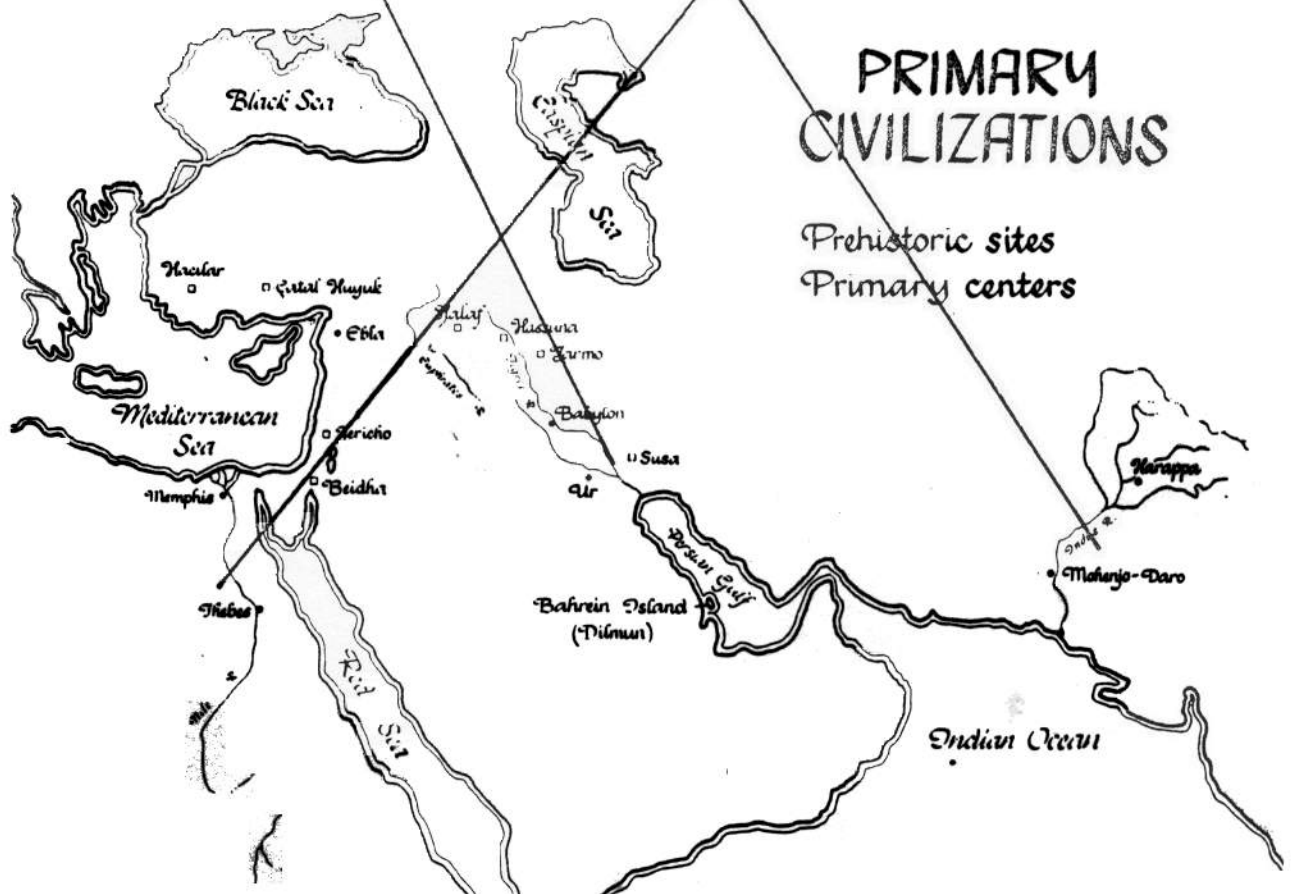 PRIMARY
CIVILIZATIONS
Prehistoric sites
Primary centers
Black Sea
Caspian
Sea
Hacilar
Catal Huyuk
Ebla
Halaf
Hassuna
Jarmo
Euphrates R
Babylon
Mediterranean
Sea
Jericho
Susa
Beidha
Memphis
Ur
Harappa
Indus R.
Persian Gulf
Mohenjo-Daro
Thebes
Bahrein Island
(Dilmun)
Red
Sea
Nile
R
Indian Ocean